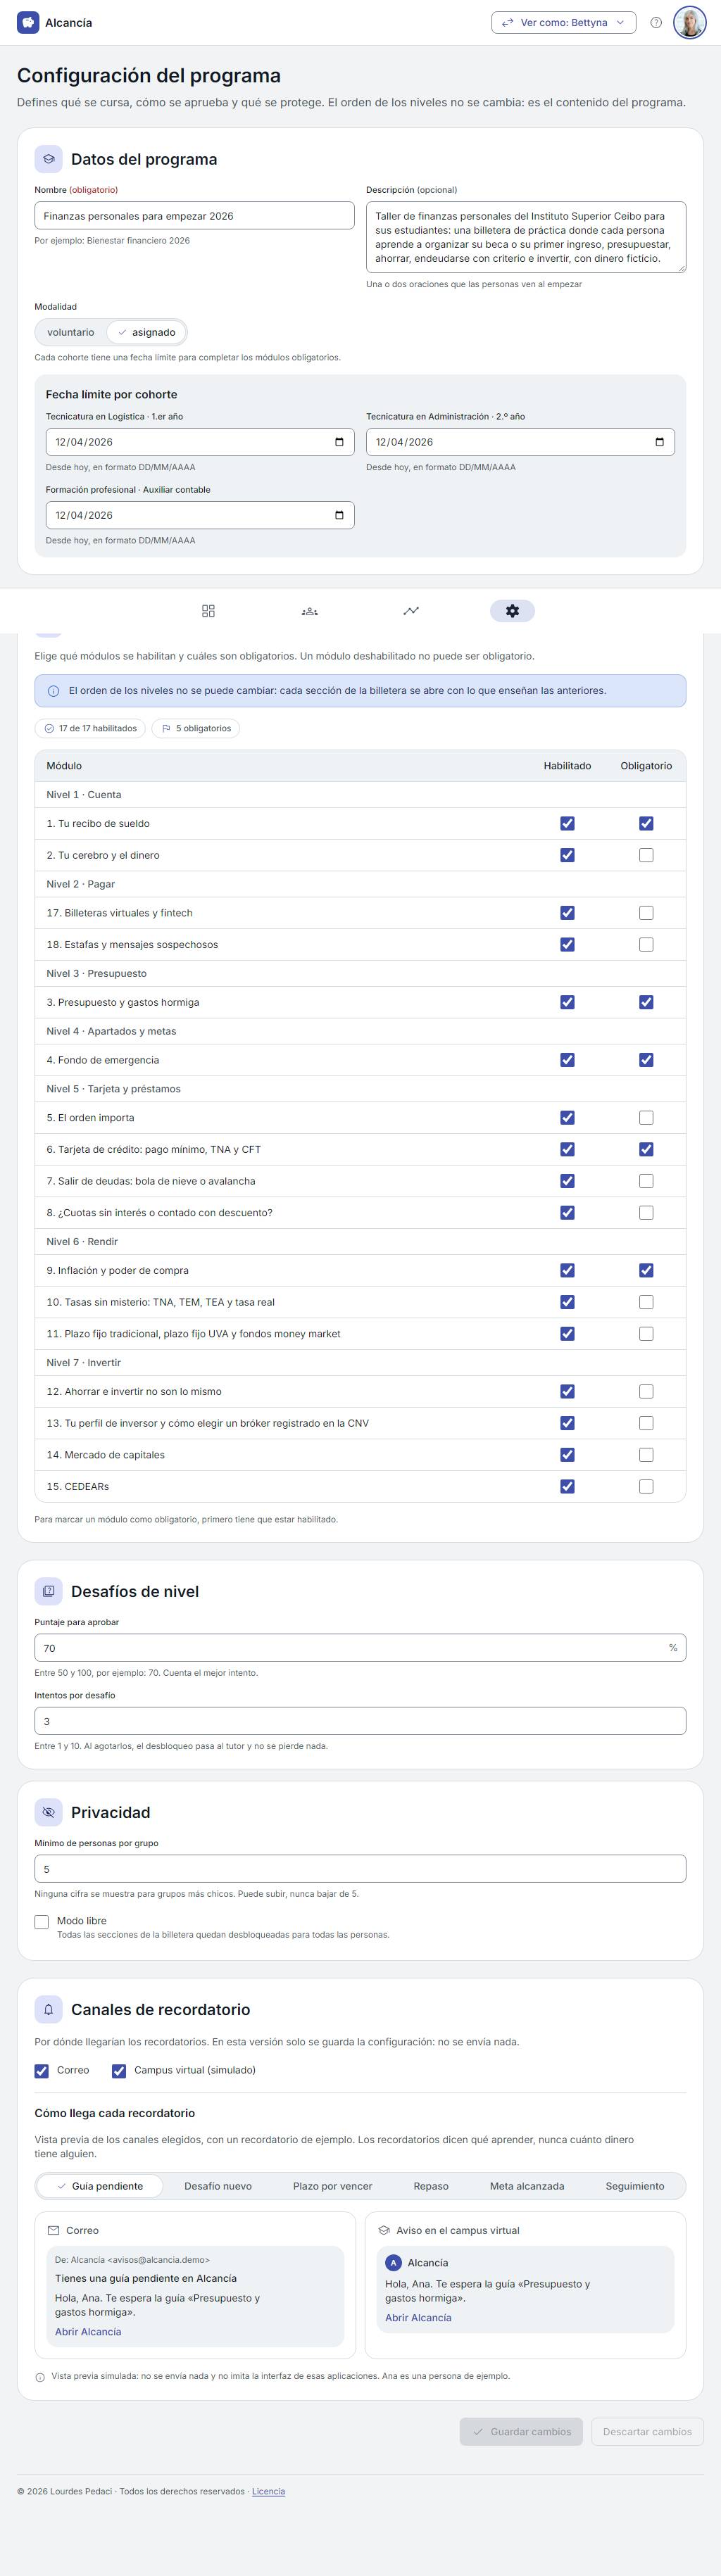 Alcancía
Ver como: Bettyna
Configuración del programa
Defines qué se cursa, cómo se aprueba y qué se protege. El orden de los niveles no se cambia: es el contenido del programa.
Datos del programa
Nombre (obligatorio)
Finanzas personales para empezar 2026
Por ejemplo: Bienestar financiero 2026
Descripción (opcional)
Taller de finanzas personales del Instituto Superior Ceibo para
sus estudiantes: una billetera de práctica donde cada persona
aprende a organizar su beca o su primer ingreso, presupuestar,
ahorrar, endeudarse con criterio e invertir, con dinero ficticio.
Una o dos oraciones que las personas ven al empezar
Modalidad
voluntario
asignado
Cada cohorte tiene una fecha límite para completar los módulos obligatorios.
Fecha límite por cohorte
Tecnicatura en Logística · 1.er año
12/04/2026
Desde hoy, en formato DD/MM/AAAA
Tecnicatura en Administración · 2.º año
12/04/2026
Desde hoy, en formato DD/MM/AAAA
Formación profesional · Auxiliar contable
12/04/2026
Desde hoy, en formato DD/MM/AAAA
Elige qué módulos se habilitan y cuáles son obligatorios. Un módulo deshabilitado no puede ser obligatorio.
El orden de los niveles no se puede cambiar: cada sección de la billetera se abre con lo que enseñan las anteriores.
17 de 17 habilitados
5 obligatorios
Módulo Habilitado Obligatorio
Nivel 1 · Cuenta
1. Tu recibo de sueldo
2. Tu cerebro y el dinero
Nivel 2 · Pagar
17. Billeteras virtuales y fintech
18. Estafas y mensajes sospechosos
Nivel 3 · Presupuesto
3. Presupuesto y gastos hormiga
Nivel 4 · Apartados y metas
4. Fondo de emergencia
Nivel 5 · Tarjeta y préstamos
5. El orden importa
6. Tarjeta de crédito: pago mínimo, TNA y CFT
7. Salir de deudas: bola de nieve o avalancha
8. ¿Cuotas sin interés o contado con descuento?
Nivel 6 · Rendir
9. Inflación y poder de compra
10. Tasas sin misterio: TNA, TEM, TEA y tasa real
11. Plazo fijo tradicional, plazo fijo UVA y fondos money market
Nivel 7 · Invertir
12. Ahorrar e invertir no son lo mismo
13. Tu perfil de inversor y cómo elegir un bróker registrado en la CNV
14. Mercado de capitales
15. CEDEARs
Para marcar un módulo como obligatorio, primero tiene que estar habilitado.
Desafíos de nivel
Puntaje para aprobar
70 %
Entre 50 y 100, por ejemplo: 70. Cuenta el mejor intento.
Intentos por desafío
3
Entre 1 y 10. Al agotarlos, el desbloqueo pasa al tutor y no se pierde nada.
Privacidad
Mínimo de personas por grupo
5
Ninguna cifra se muestra para grupos más chicos. Puede subir, nunca bajar de 5.
Modo libre
Todas las secciones de la billetera quedan desbloqueadas para todas las personas.
Canales de recordatorio
Por dónde llegarían los recordatorios. En esta versión solo se guarda la configuración: no se envía nada.
Correo
Campus virtual (simulado)
Cómo llega cada recordatorio
Vista previa de los canales elegidos, con un recordatorio de ejemplo. Los recordatorios dicen qué aprender, nunca cuánto dinero
tiene alguien.
Guía pendiente
Desafío nuevo
Plazo por vencer
Repaso
Meta alcanzada
Seguimiento
Correo
De: Alcancía <avisos@alcancia.demo>
Tienes una guía pendiente en Alcancía
Hola, Ana. Te espera la guía «Presupuesto y
gastos hormiga».
Abrir Alcancía
Aviso en el campus virtual
A Alcancía
Hola, Ana. Te espera la guía «Presupuesto y
gastos hormiga».
Abrir Alcancía
Vista previa simulada: no se envía nada y no imita la interfaz de esas aplicaciones. Ana es una persona de ejemplo.
Guardar cambios
Descartar cambios
© 2026 Lourdes Pedaci · Todos los derechos reservados · Licencia